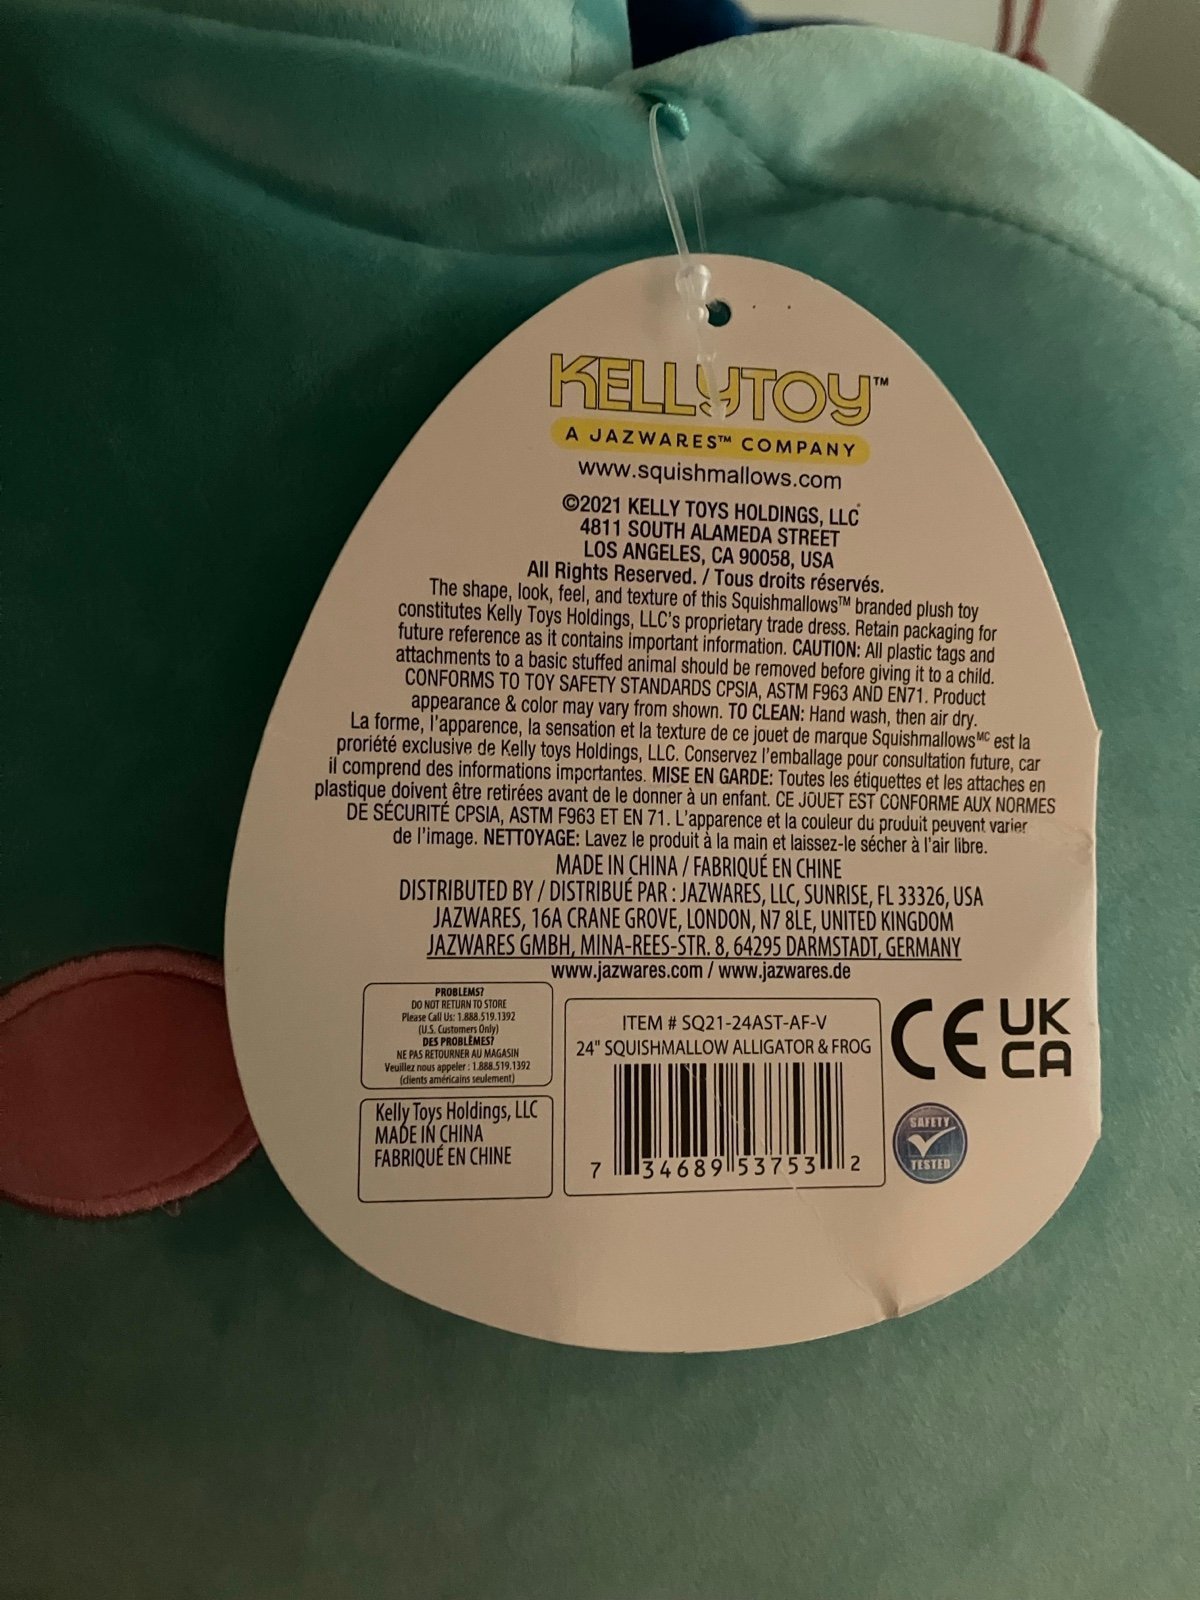 KELLYTOY™
A JAZWARES™ COMPANY
www.squishmallows.com
©2021 KELLY TOYS HOLDINGS, LLC
4811 SOUTH ALAMEDA STREET
LOS ANGELES, CA 90058, USA
All Rights Reserved. / Tous droits réservés.
The shape, look, feel, and texture of this Squishmallows™ branded plush toy
constitutes Kelly Toys Holdings, LLC's proprietary trade dress. Retain packaging for
future reference as it contains important information. CAUTION: All plastic tags and
attachments to a basic stuffed animal should be removed before giving it to a child.
CONFORMS TO TOY SAFETY STANDARDS CPSIA, ASTM F963 AND EN71. Product
appearance & color may vary from shown. TO CLEAN: Hand wash, then air dry.
La forme, l'apparence, la sensation et la texture de ce jouet de marque Squishmallows MC est la
proriété exclusive de Kelly toys Holdings, LLC. Conservez l'emballage pour consultation future, car
il comprend des informations importantes. MISE EN GARDE: Toutes les étiquettes et les attaches en
plastique doivent être retirées avant de le donner à un enfant. CE JOUET EST CONFORME AUX NORMES
DE SÉCURITÉ CPSIA, ASTM F963 ET EN 71. L'apparence et la couleur du produit peuvent varier
de l'image. NETTOYAGE: Lavez le produit à la main et laissez-le sécher à l'air libre.
MADE IN CHINA / FABRIQUÉ EN CHINE
DISTRIBUTED BY / DISTRIBUÉ PAR : JAZWARES, LLC, SUNRISE, FL 33326, USA
JAZWARES, 16A CRANE GROVE, LONDON, N7 8LE, UNITED KINGDOM
JAZWARES GMBH, MINA-REES-STR. 8, 64295 DARMSTADT, GERMANY
www.jazwares.com / www.jazwares.de
PROBLEMS?
DO NOT RETURN TO STORE
Please Call Us: 1.888.519.1392
(U.S. Customers Only)
DES PROBLÈMES?
NE PAS RETOURNER AU MAGASIN
Veuillez nous appeler : 1.888.519.1392
(clients américains seulement)
Kelly Toys Holdings, LLC
MADE IN CHINA
FABRIQUÉ EN CHINE
ITEM # SQ21-24AST-AF-V
24" SQUISHMALLOW ALLIGATOR & FROG
7 34689 53753 2
CE
UK
CA
SAFETY
TESTED